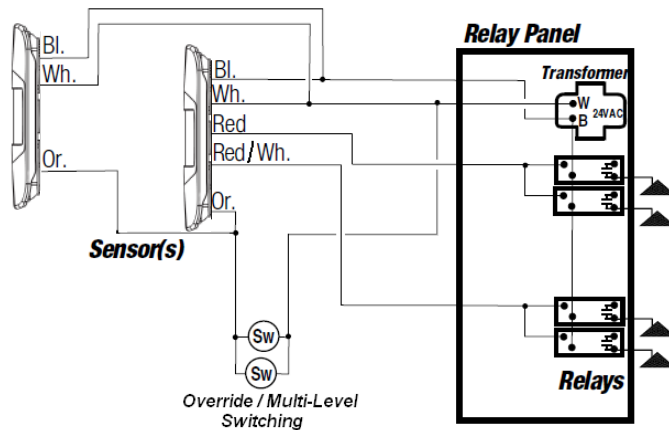 Bl.
Wh.
Or.
Sensor(s)
Bl.
Wh.
Red
Red/Wh.
Or.
Sw
Sw
Override / Multi-Level
Switching
Relay Panel
Transformer
W
B
24VAC
Relays